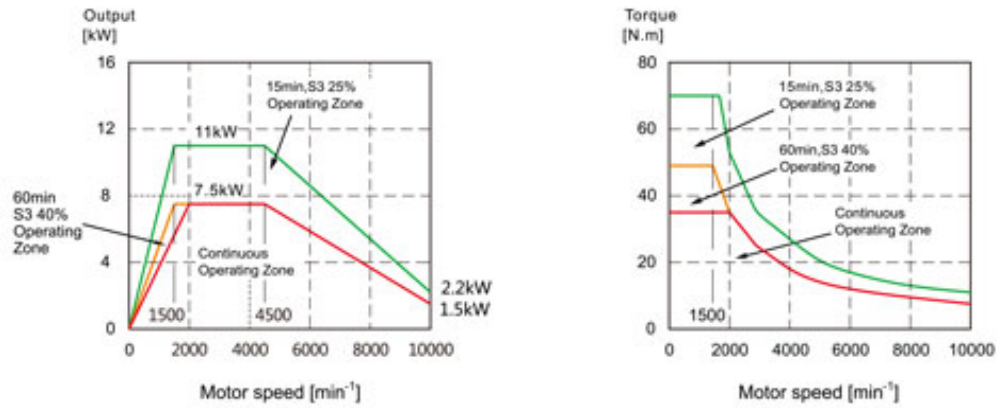 Output
[kW]
16
12
8
4
0
15min,S3 25%
Operating Zone
11kW
7.5kW
60min
S3 40%
Operating
Zone
Continuous
Operating Zone
1500
4500
2.2kW
1.5kW
0
2000
4000
6000
8000
10000
Motor speed [min-1]
Torque
[N.m]
80
60
40
20
0
15min,S3 25%
Operating Zone
60min,S3 40%
Operating Zone
Continuous
Operating Zone
1500
0
2000
4000
6000
8000
10000
Motor speed [min-1]